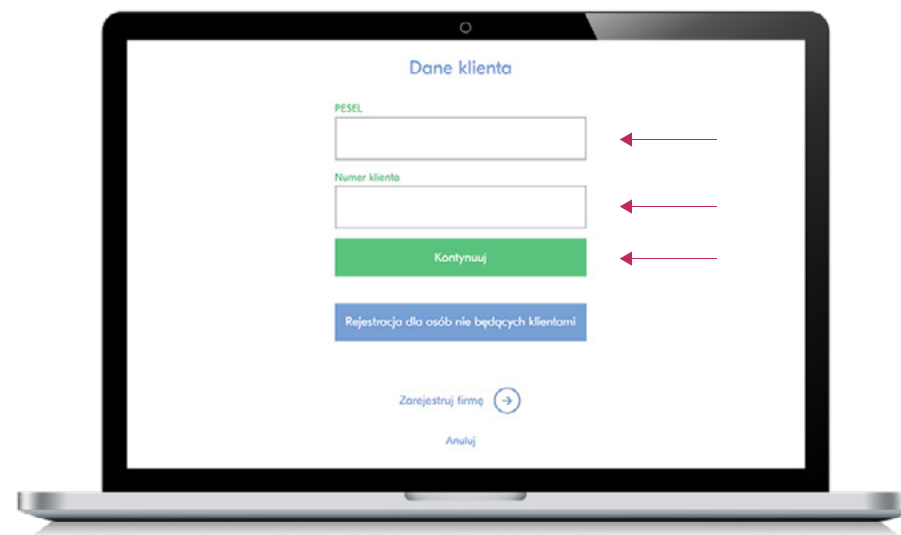 Dane klienta
PESEL
Numer klienta
Kontynuuj
Rejestracja dla osób nie będących klientami
Zarejestruj firmę
Anuluj